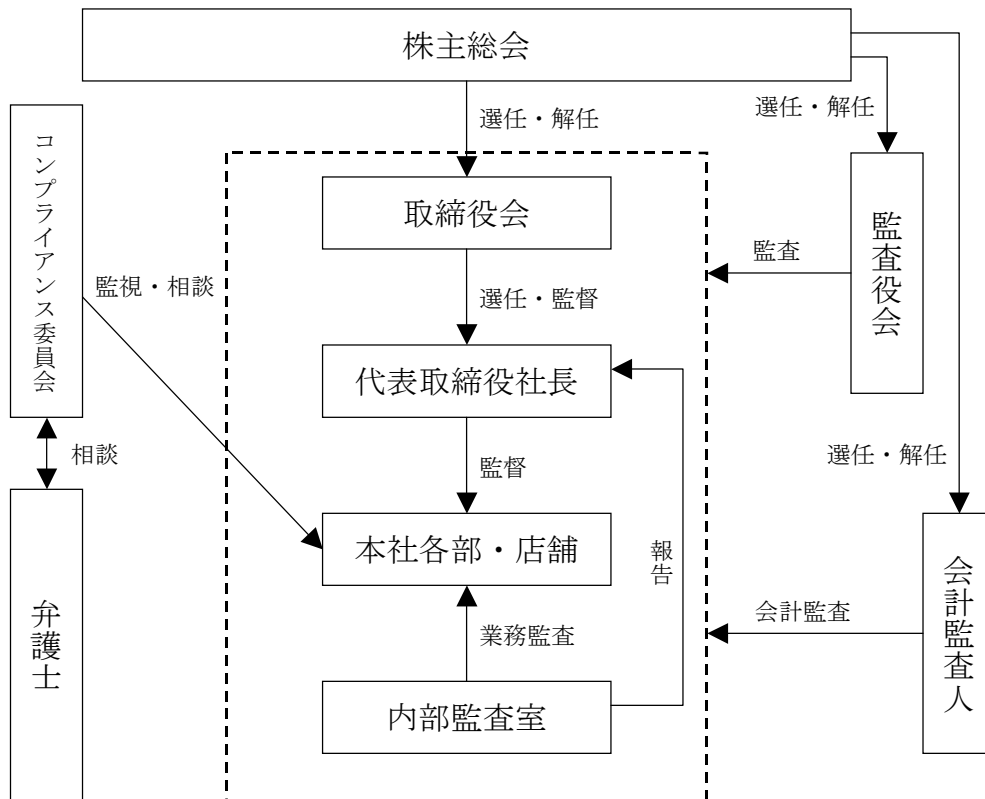 株主総会
選任・解任
選任・解任
コンプライアンス委員会
取締役会
監査役会
監査
監視・相談
選任・監督
代表取締役社長
相談
監督
選任・解任
本社各部・店舗
報告
弁護士
業務監査
会計監査
会計監査人
内部監査室